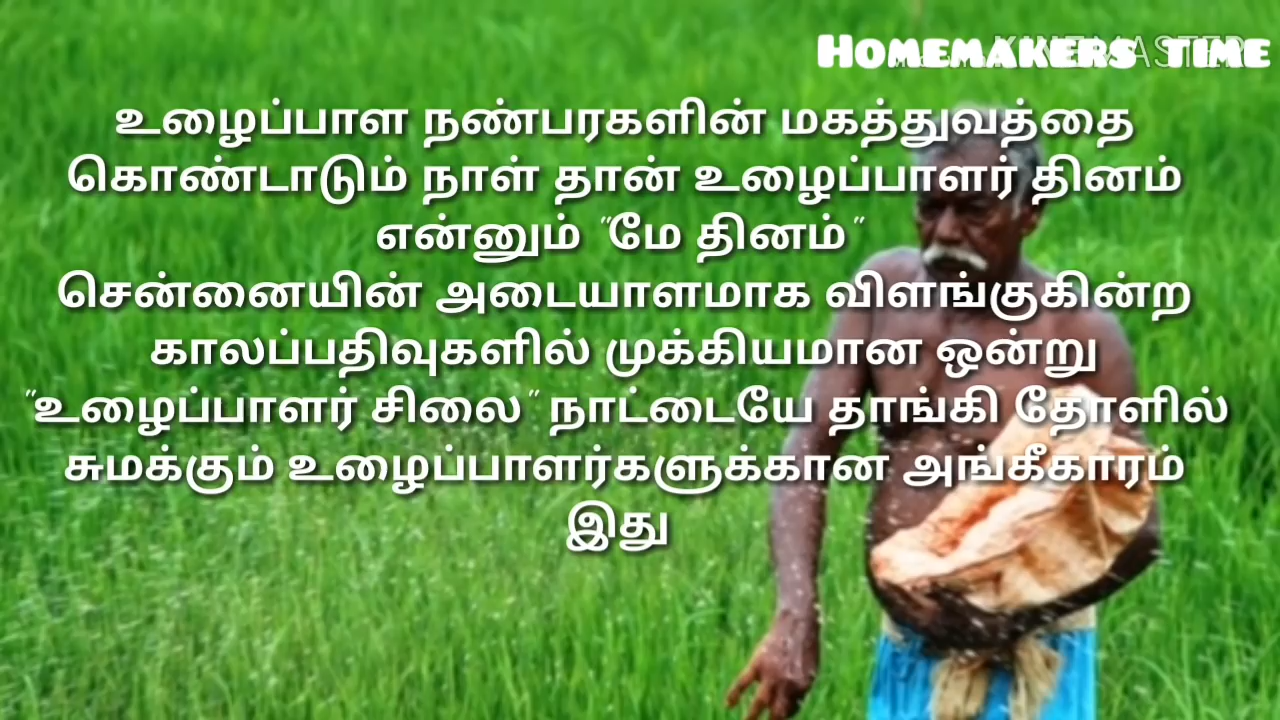 HOMEMAKERS TIME
KINEMASTER
உழைப்பாள நண்பரகளின் மகத்துவத்தை
கொண்டாடும் நாள் தான் உழைப்பாளர் தினம்
என்னும் "மே தினம்"
சென்னையின் அடையாளமாக விளங்குகின்ற
காலப்பதிவுகளில் முக்கியமான ஒன்று
"உழைப்பாளர் சிலை" நாட்டையே தாங்கி தோளில்
சுமக்கும் உழைப்பாளர்களுக்கான அங்கீகாரம்
இது